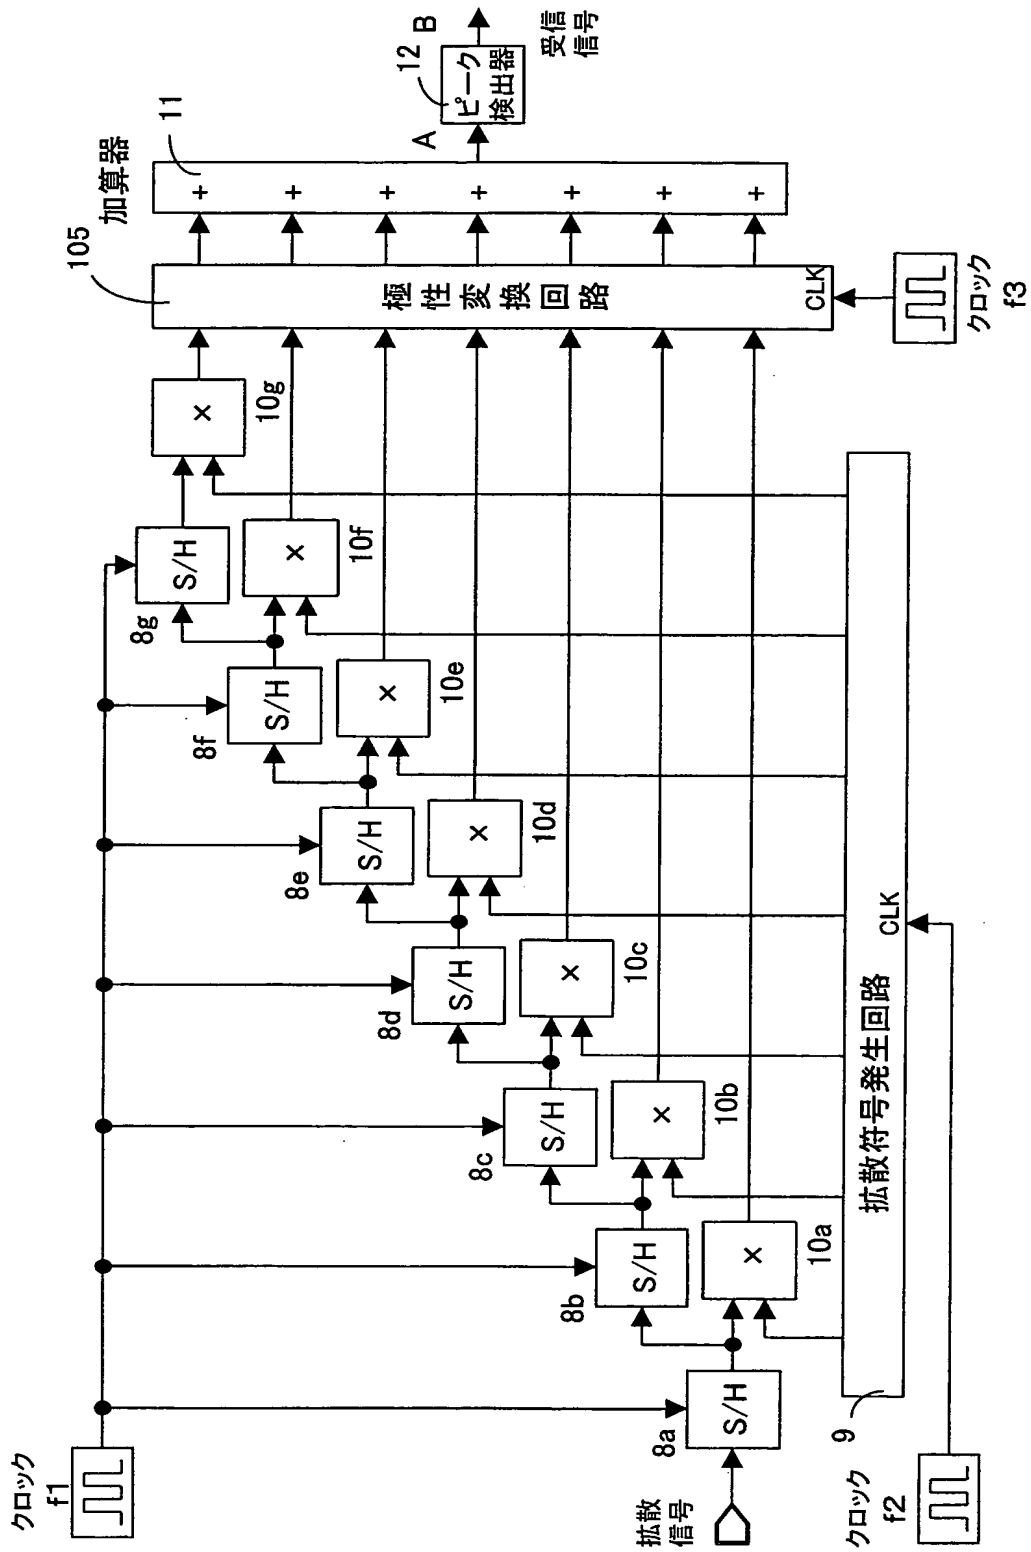 クロック
f1
拡散
信号
8a
S/H
8b
S/H
8c
S/H
8d
S/H
8e
S/H
8f
S/H
8g
S/H
×
10a
×
10b
×
10c
×
10d
×
10e
×
10f
×
10g
9
拡散符号発生回路
CLK
クロック
f2
105
極性変換回路
CLK
クロック
f3
加算器
11
+
+
+
+
+
+
+
A
12
ピーク
検出器
B
受信
信号